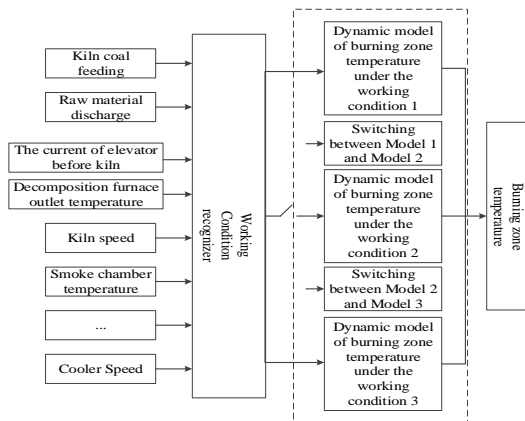 Kiln coal
feeding
Raw material
discharge
The current of elevator
before kiln
Decomposition furnace
outlet temperature
Kiln speed
Smoke chamber
temperature
...
Cooler Speed
Working
Condition
recognizer
Dynamic model
of burning zone
temperature
under the
working
condition 1
Switching
between Model 1
and Model 2
Dynamic model
of burning zone
temperature
under the
working
condition 2
Switching
between Model 2
and Model 3
Dynamic model
of burning zone
temperature
under the
working
condition 3
Burning zone
temperature